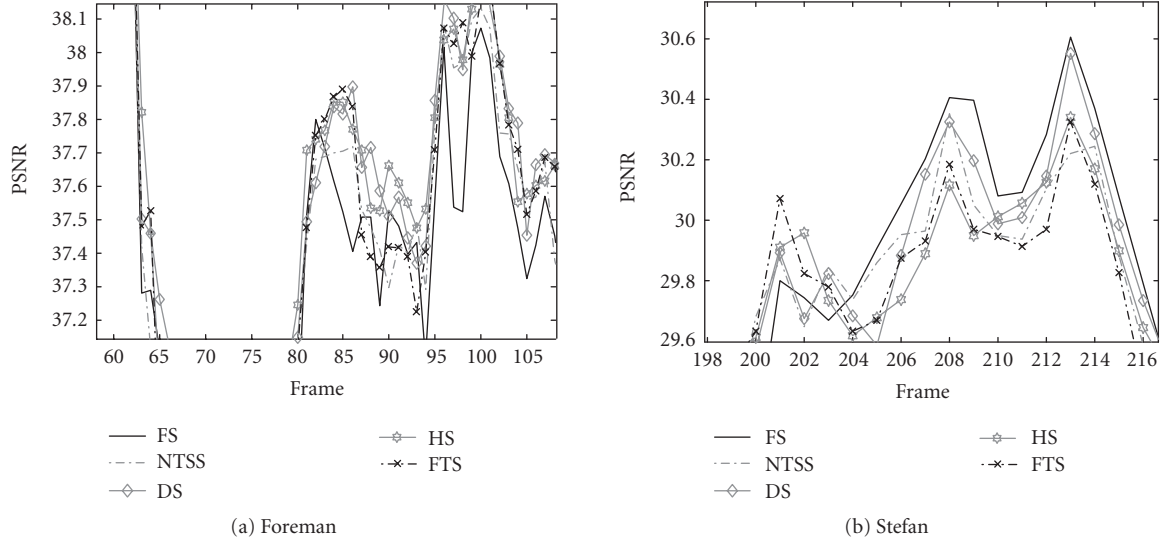 38.1
38
37.9
37.8
37.7
37.6
37.5
37.4
37.3
37.2
PSNR
60 65 70 75 80 85 90 95 100 105
Frame
FS
NTSS
DS
HS
FTS
(a) Foreman
30.6
30.4
30.2
30
29.8
29.6
PSNR
198 200 202 204 206 208 210 212 214 216
Frame
FS
NTSS
DS
HS
FTS
(b) Stefan